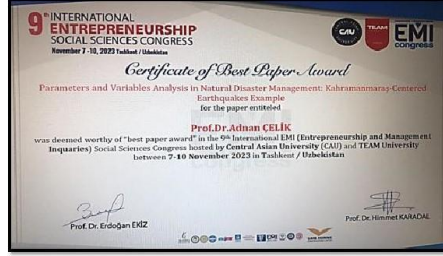 9th INTERNATIONAL
ENTREPRENEURSHIP
SOCIAL SCIENCES CONGRESS
November 7 -10, 2023 Tashkent / Uzbekistan
CAU
TEAM
EMI
congress
Certificate of Best Paper Award
Parameters and Variables Analysis in Natural Disaster Management: Kahramanmaraş-Centered
Earthquakes Example
for the paper entiteled
Prof.Dr.Adnan ÇELİK
was deemed worthy of "best paper award" in the 9th International EMI (Entrepreneurship and Management
Inquaries) Social Sciences Congress hosted by Central Asian University (CAU) and TEAM University
between 7-10 November 2023 in Tashkent / Uzbekistan
Prof. Dr. Erdoğan EKİZ
Prof. Dr. Himmet KARADAL